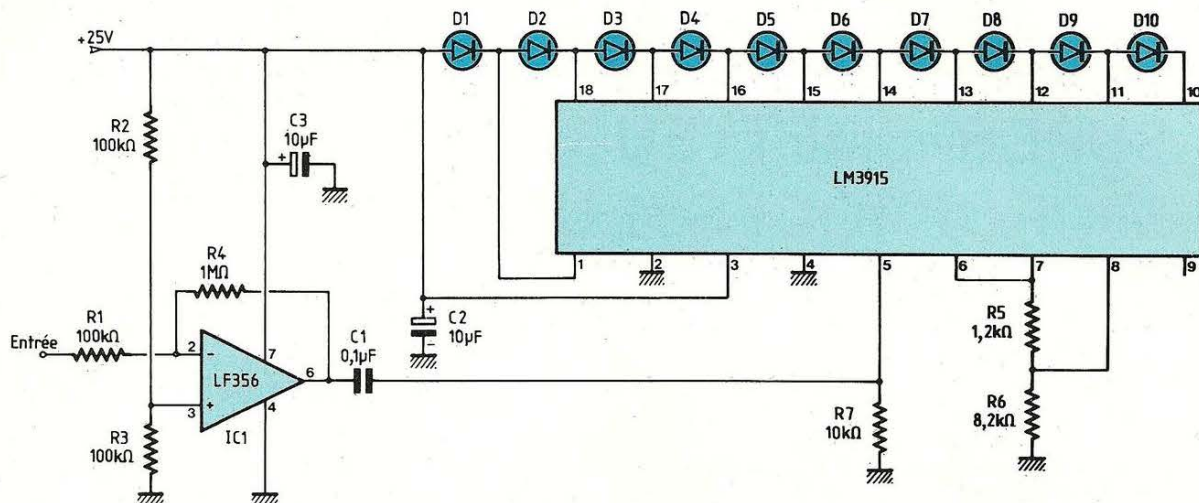 D1 D2 D3 D4 D5 D6 D7 D8 D9 D10
+25V
18 17 16 15 14 13 12 11 10
R2
100kΩ
C3
10µF
+
LM3915
R4
1MΩ
1 2 3 4 5 6 7 8 9
R1
100kΩ
Entrée
+
C2
10µF
-
R5
1,2kΩ
C1
0,1µF
2 -
7
LF356
6
3 +
4
IC1
R3
100kΩ
R7
10kΩ
R6
8,2kΩ